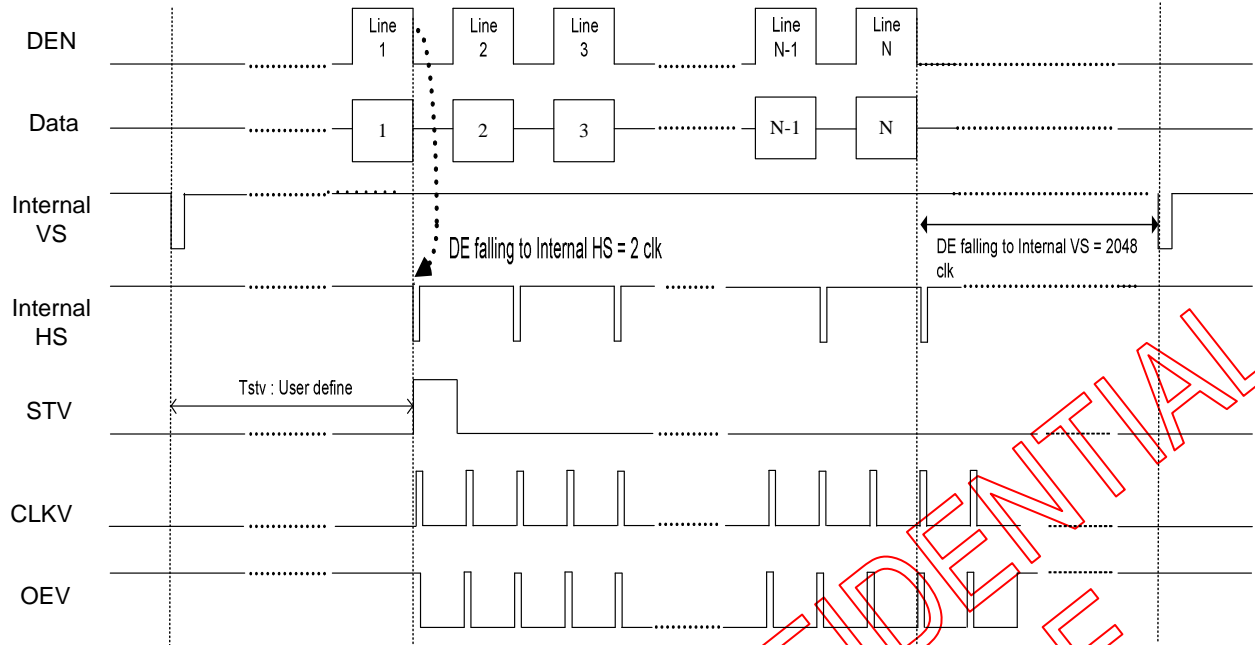 DEN
Line
1
Line
2
Line
3
Line
N-1
Line
N
Data
1
2
3
N-1
N
Internal
VS
DE falling to Internal HS = 2 clk
DE falling to Internal VS = 2048
clk
Internal
HS
Tstv : User define
STV
CLKV
OEV
FIDENTIAL
E